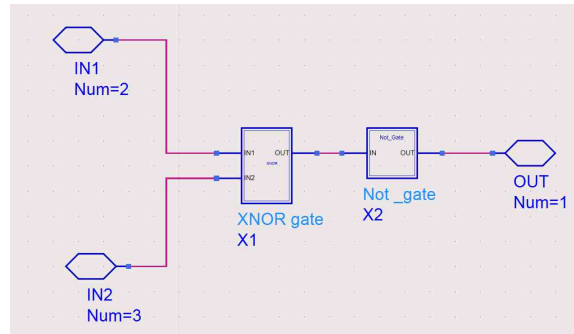 IN1
Num=2
IN1 OUT
XNOR
IN2
XNOR gate
X1
Not_Gate
IN OUT
Not _gate
X2
OUT
Num=1
IN2
Num=3